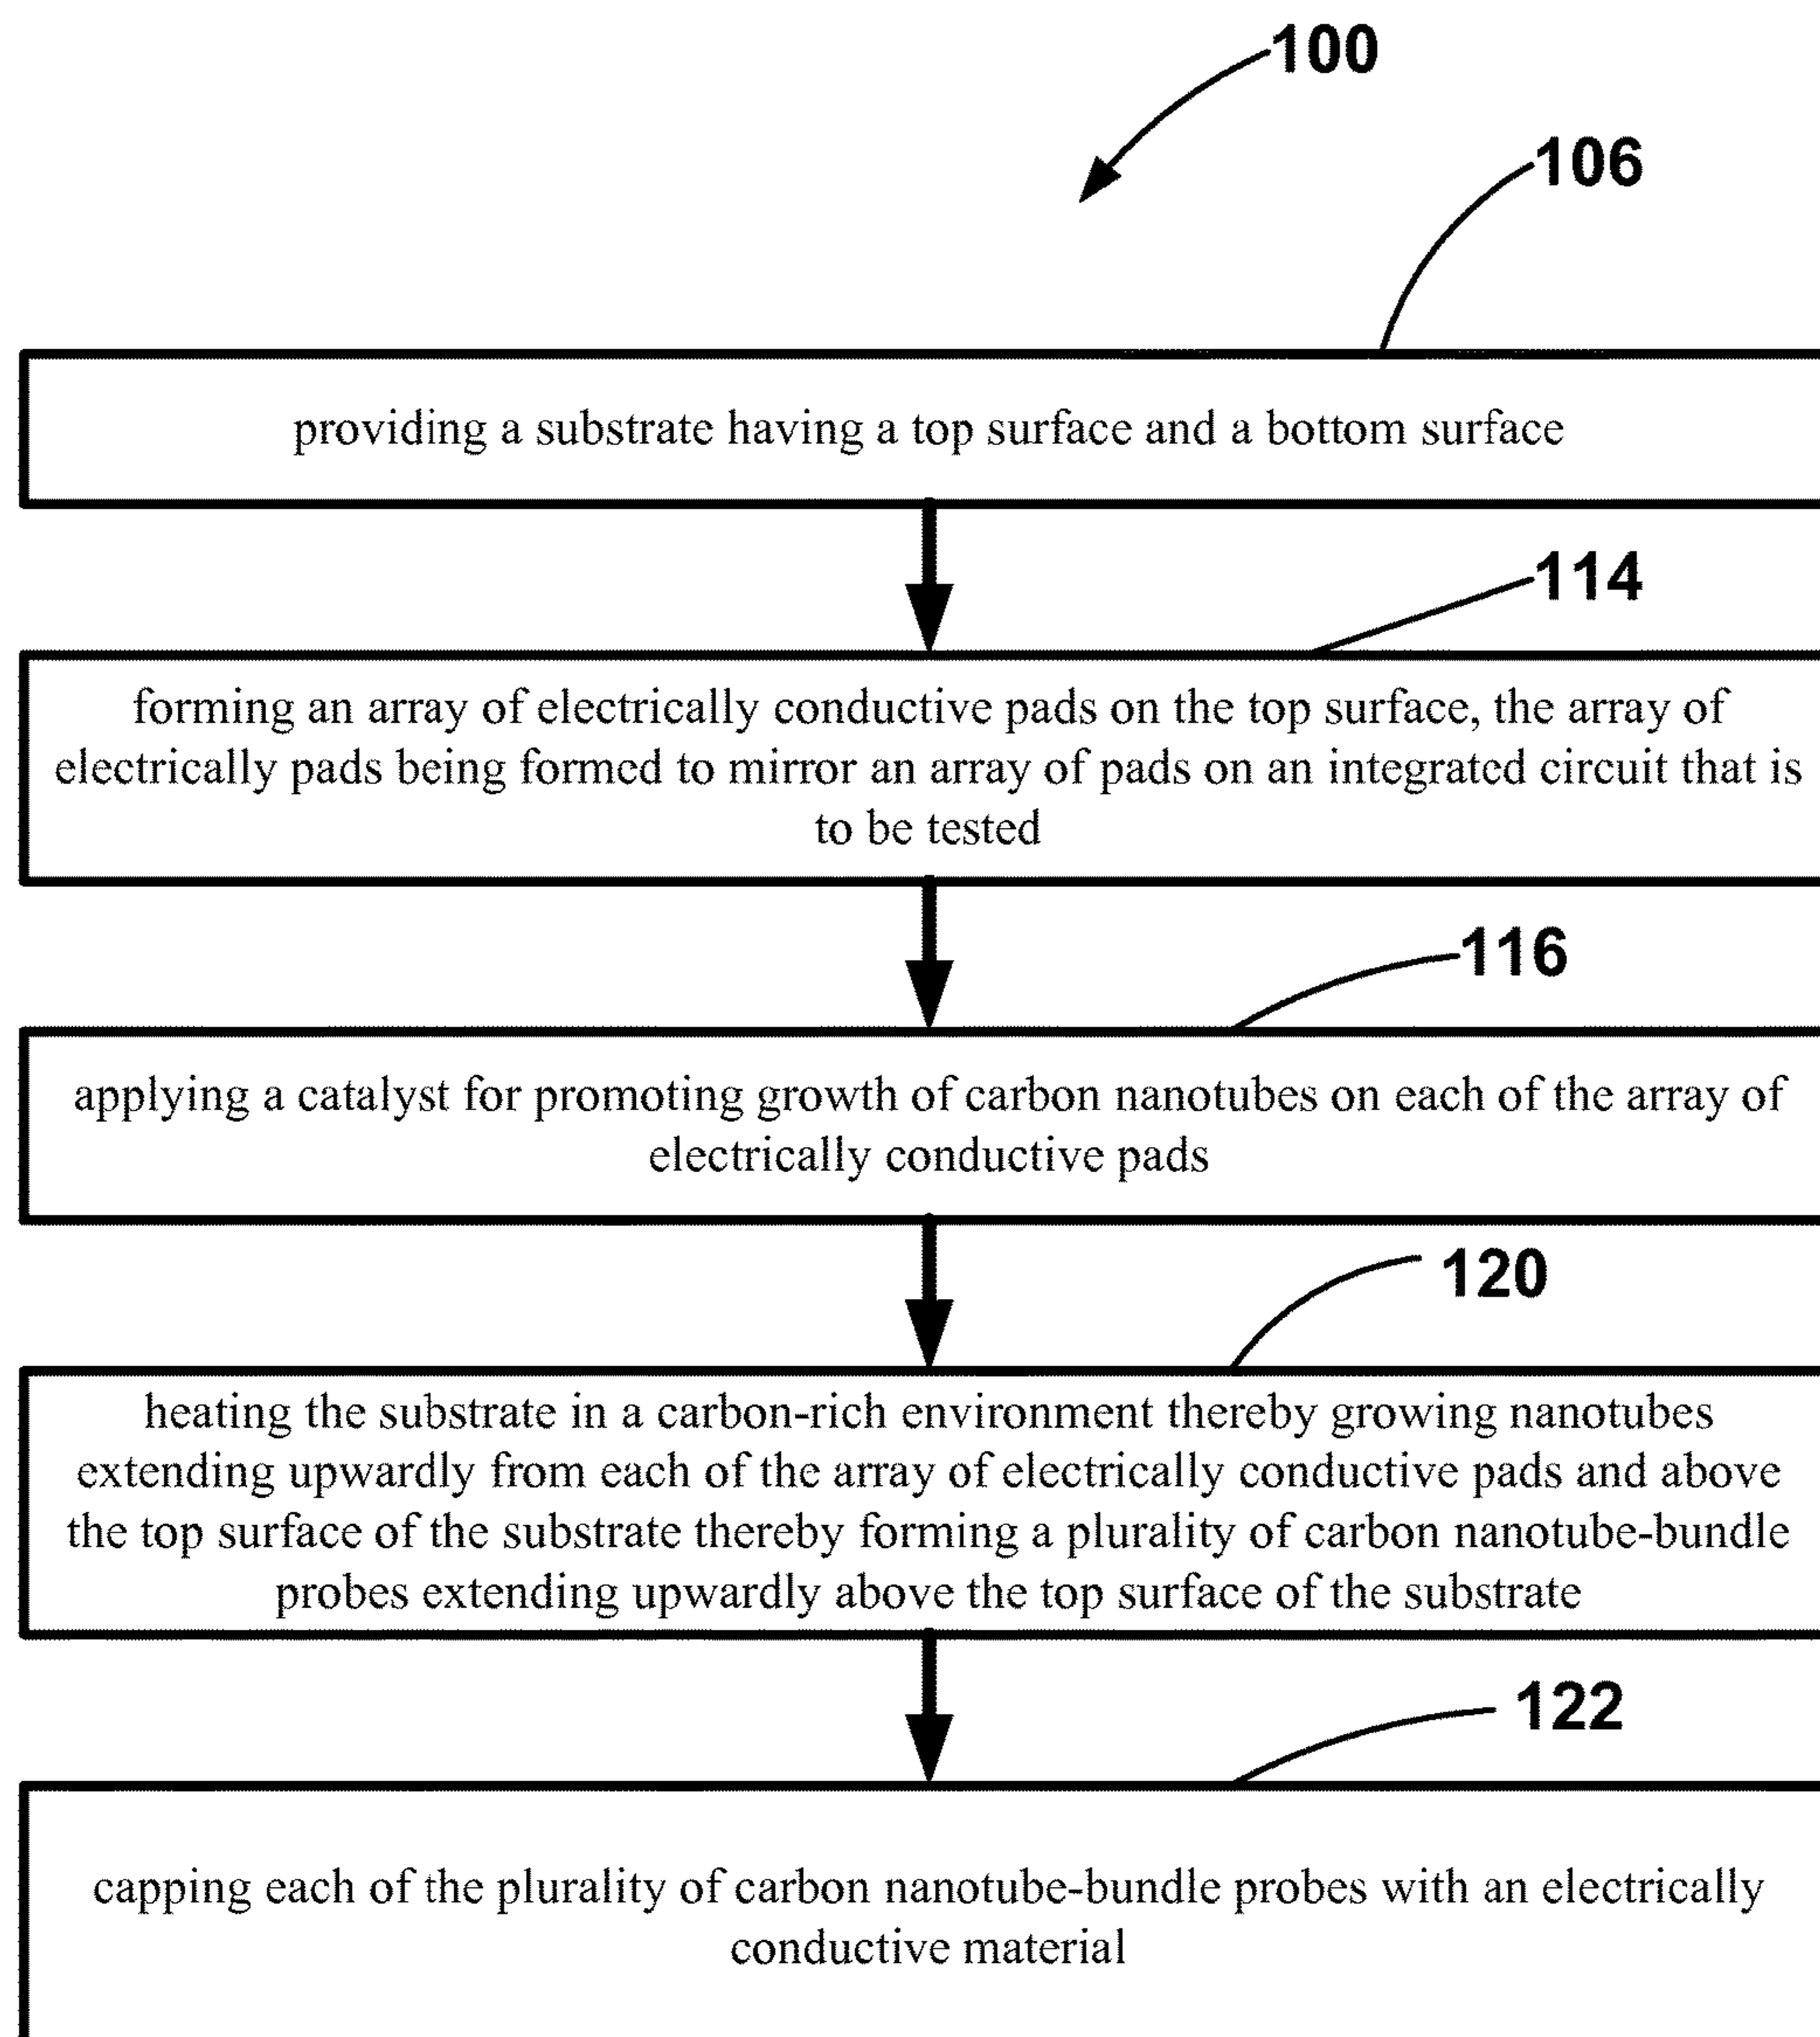 100
106
providing a substrate having a top surface and a bottom surface
114
forming an array of electrically conductive pads on the top surface, the array of
electrically pads being formed to mirror an array of pads on an integrated circuit that is
to be tested
116
applying a catalyst for promoting growth of carbon nanotubes on each of the array of
electrically conductive pads
120
heating the substrate in a carbon-rich environment thereby growing nanotubes
extending upwardly from each of the array of electrically conductive pads and above
the top surface of the substrate thereby forming a plurality of carbon nanotube-bundle
probes extending upwardly above the top surface of the substrate
122
capping each of the plurality of carbon nanotube-bundle probes with an electrically
conductive material